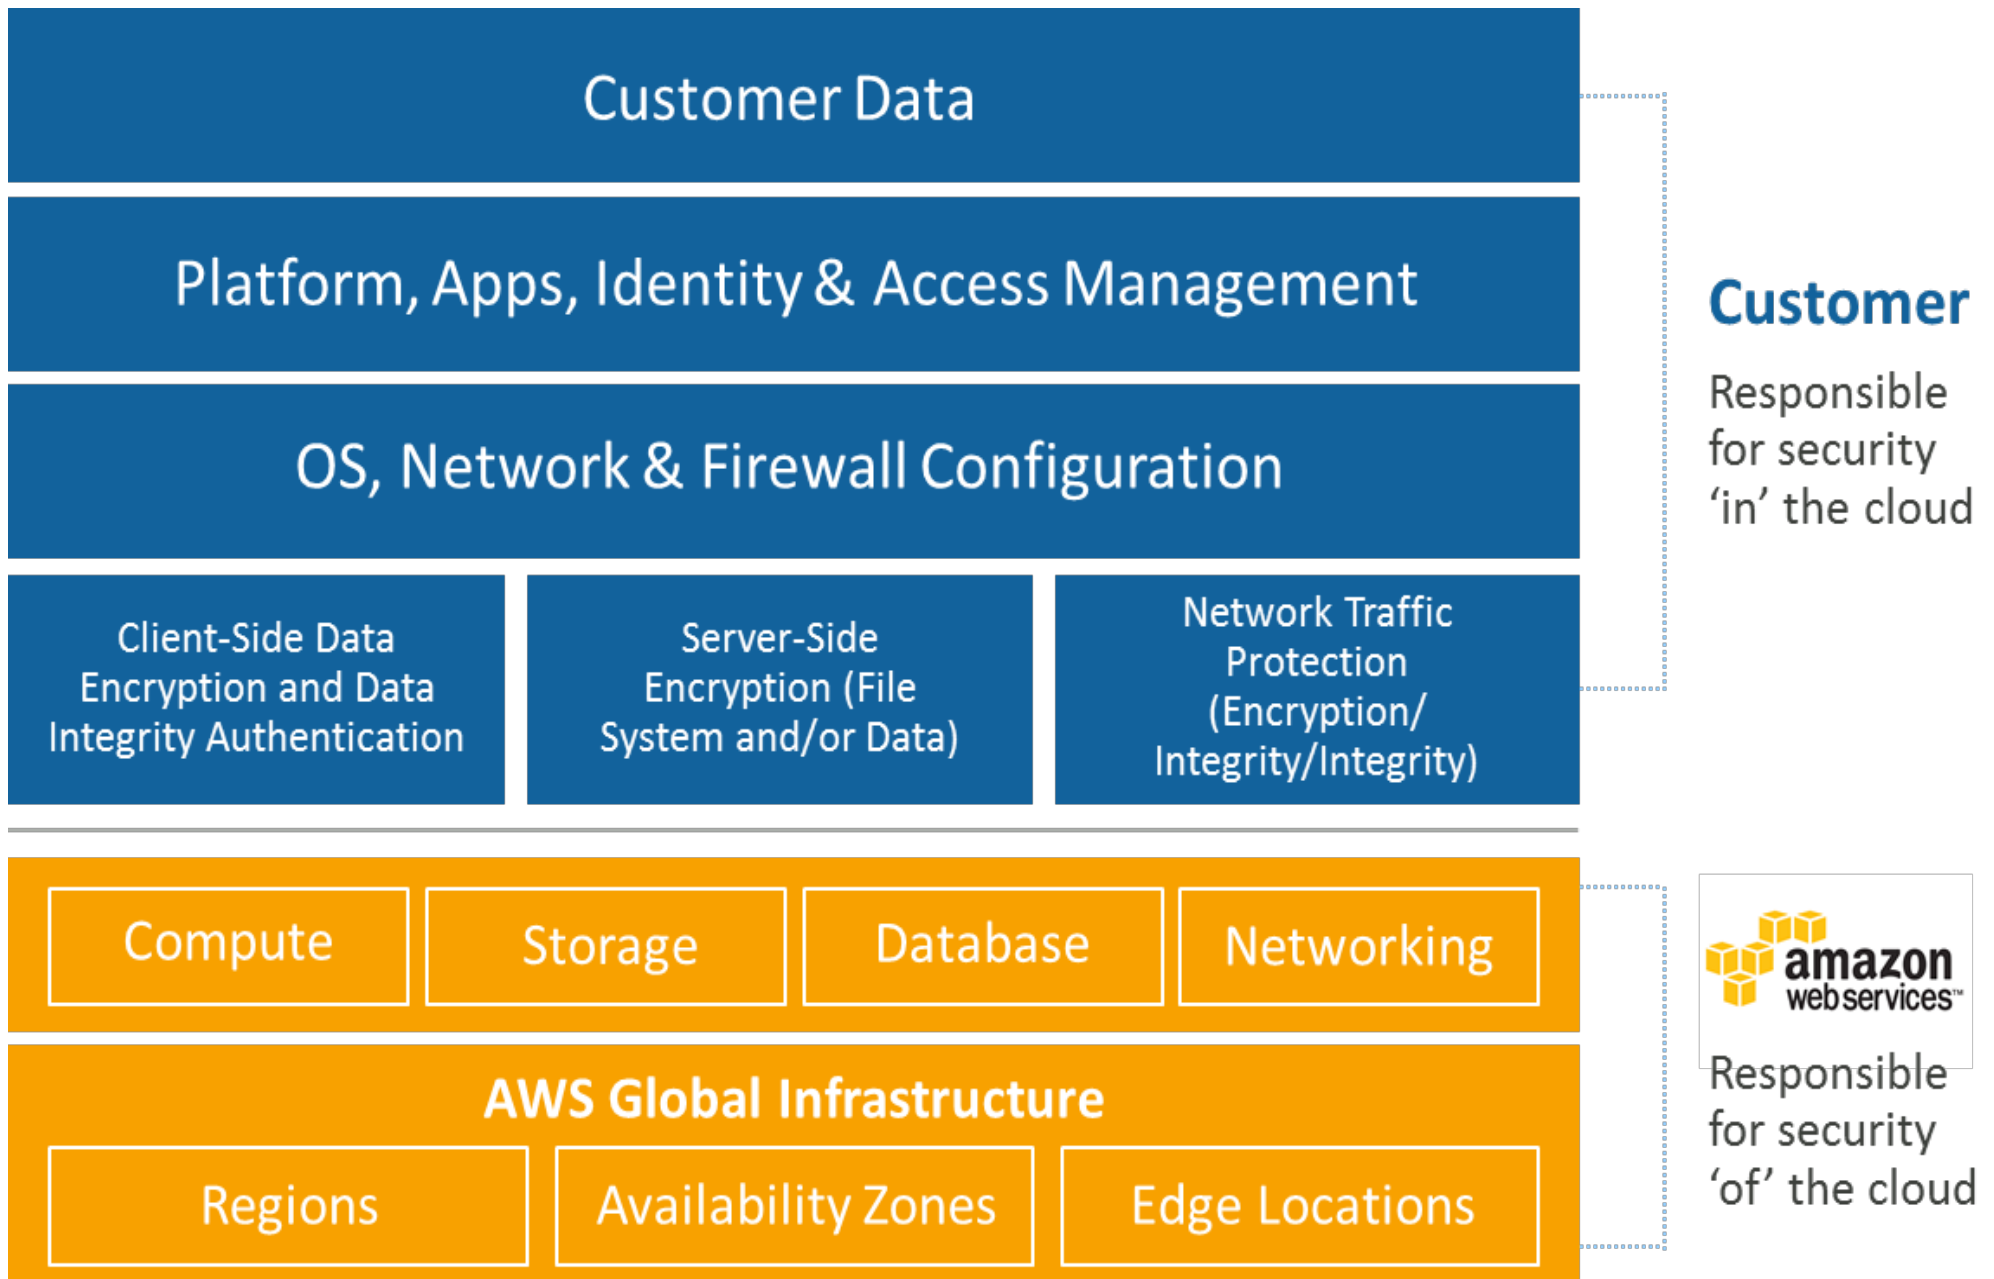 Customer Data
Platform, Apps, Identity & Access Management
OS, Network & Firewall Configuration
Client-Side Data
Encryption and Data
Integrity Authentication
Server-Side
Encryption (File
System and/or Data)
Network Traffic
Protection
(Encryption/
Integrity/Integrity)
Customer
Responsible
for security
‘in’ the cloud
Compute
Storage
Database
Networking
AWS Global Infrastructure
Regions
Availability Zones
Edge Locations
amazon
webservices™
Responsible
for security
‘of’ the cloud